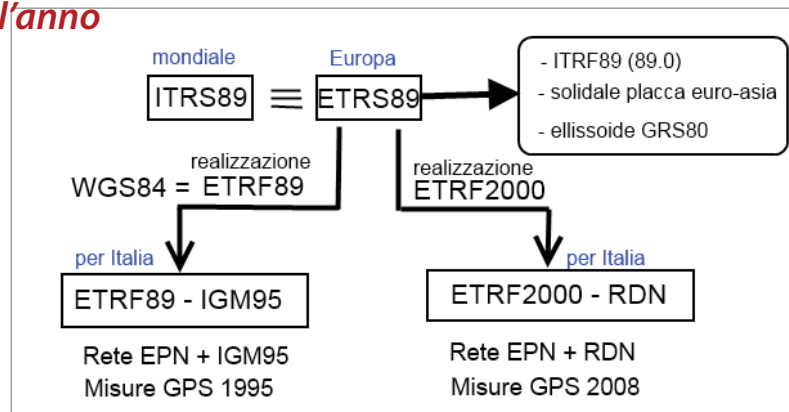 l'anno
mondiale
Europa
ITRS89 ≡ ETRS89
- ITRF89 (89.0)
- solidale placca euro-asia
- ellissoide GRS80
realizzazione
WGS84 = ETRF89
realizzazione
ETRF2000
per Italia
ETRF89 - IGM95
Rete EPN + IGM95
Misure GPS 1995
per Italia
ETRF2000 - RDN
Rete EPN + RDN
Misure GPS 2008